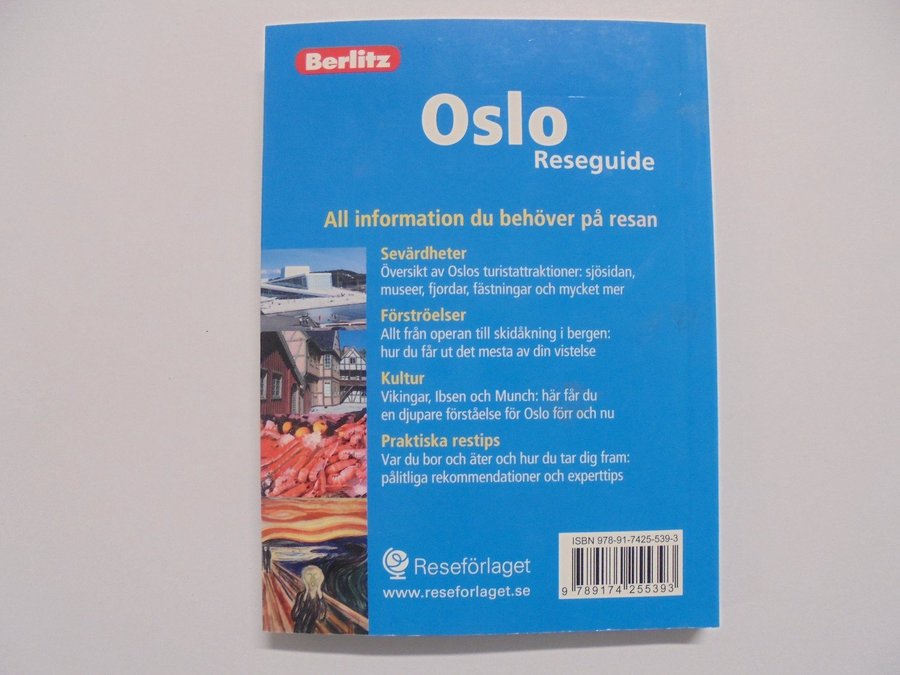 Berlitz
Oslo
Reseguide
All information du behöver på resan
Sevärdheter
Översikt av Oslos turistattraktioner: sjösidan,
museer, fjordar, fästningar och mycket mer
Förströelser
Allt från operan till skidåkning i bergen:
hur du får ut det mesta av din vistelse
Kultur
Vikingar, Ibsen och Munch: här får du
en djupare förståelse för Oslo förr och nu
Praktiska restips
Var du bor och äter och hur du tar dig fram:
pålitliga rekommendationer och experttips
Reseförlaget
www.reseforlaget.se
ISBN 978-91-7425-539-3
9 789174 255393